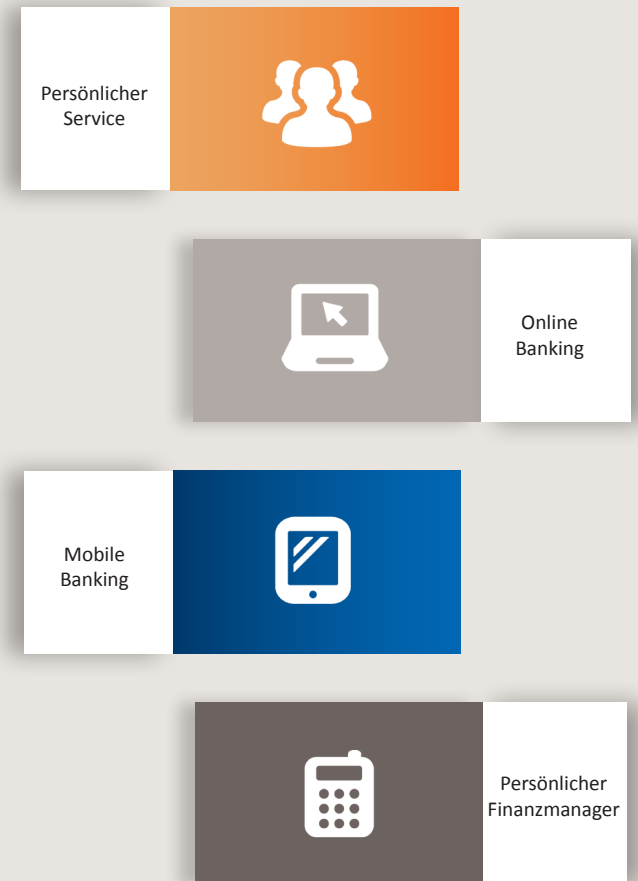 Persönlicher
Service
Online
Banking
Mobile
Banking
Persönlicher
Finanzmanager